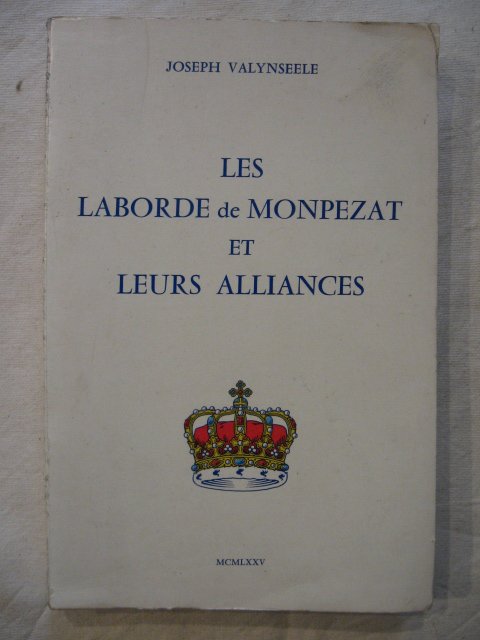 JOSEPH VALYNSEELE
LES
LABORDE de MONPEZAT
ET
LEURS ALLIANCES
MCMLXXV